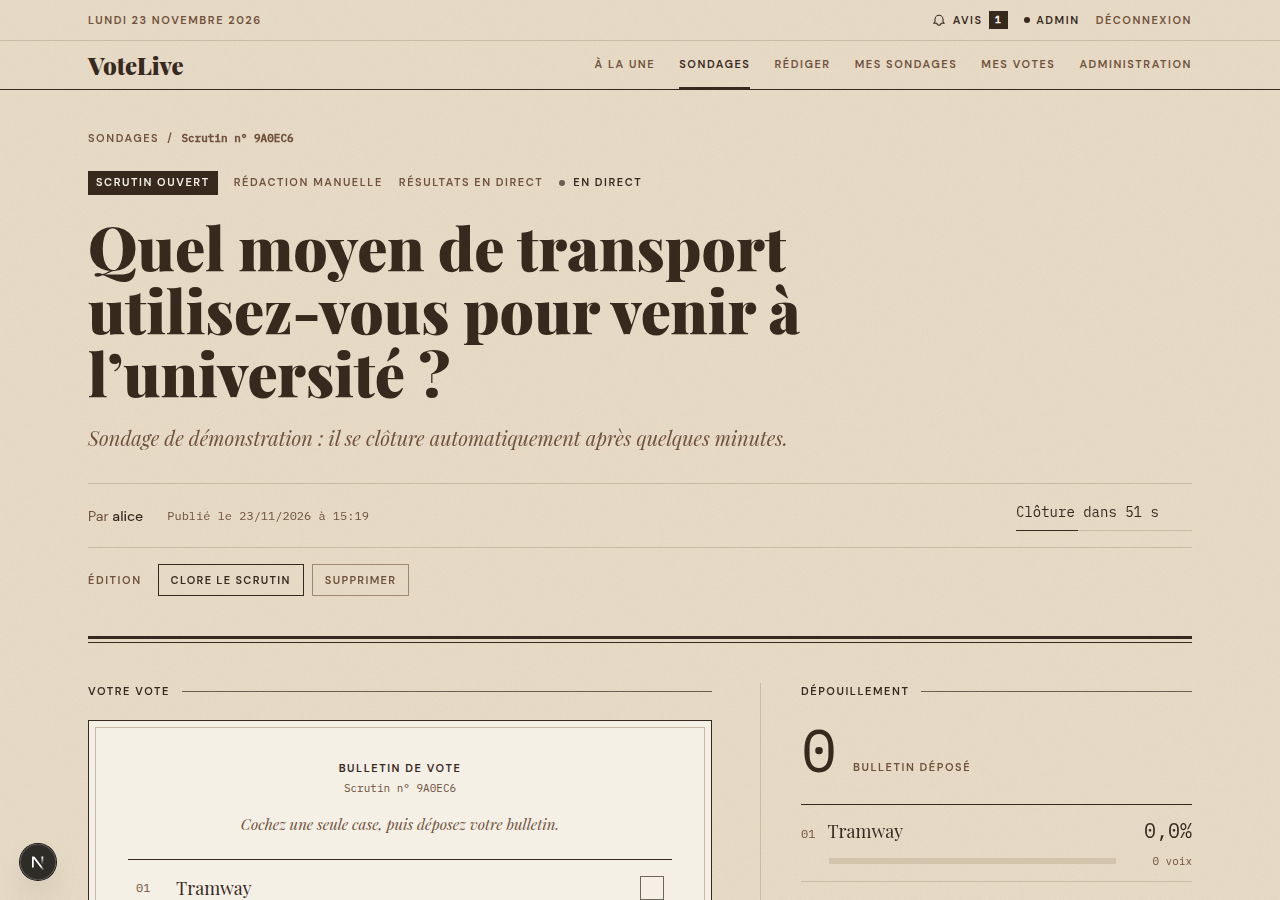 LUNDI 23 NOVEMBRE 2026
AVIS 1 ADMIN DÉCONNEXION
VoteLive
À LA UNE SONDAGES RÉDIGER MES SONDAGES MES VOTES ADMINISTRATION
SONDAGES / Scrutin n° 9A0EC6
SCRUTIN OUVERT RÉDACTION MANUELLE RÉSULTATS EN DIRECT EN DIRECT
Quel moyen de transport
utilisez-vous pour venir à
l’université ?
Sondage de démonstration : il se clôture automatiquement après quelques minutes.
Par alice Publié le 23/11/2026 à 15:19
Clôture dans 51 s
ÉDITION CLORE LE SCRUTIN SUPPRIMER
VOTRE VOTE
BULLETIN DE VOTE
Scrutin n° 9A0EC6
Cochez une seule case, puis déposez votre bulletin.
01 Tramway
DÉPOUILLEMENT
0 BULLETIN DÉPOSÉ
01 Tramway 0,0%
0 voix
N